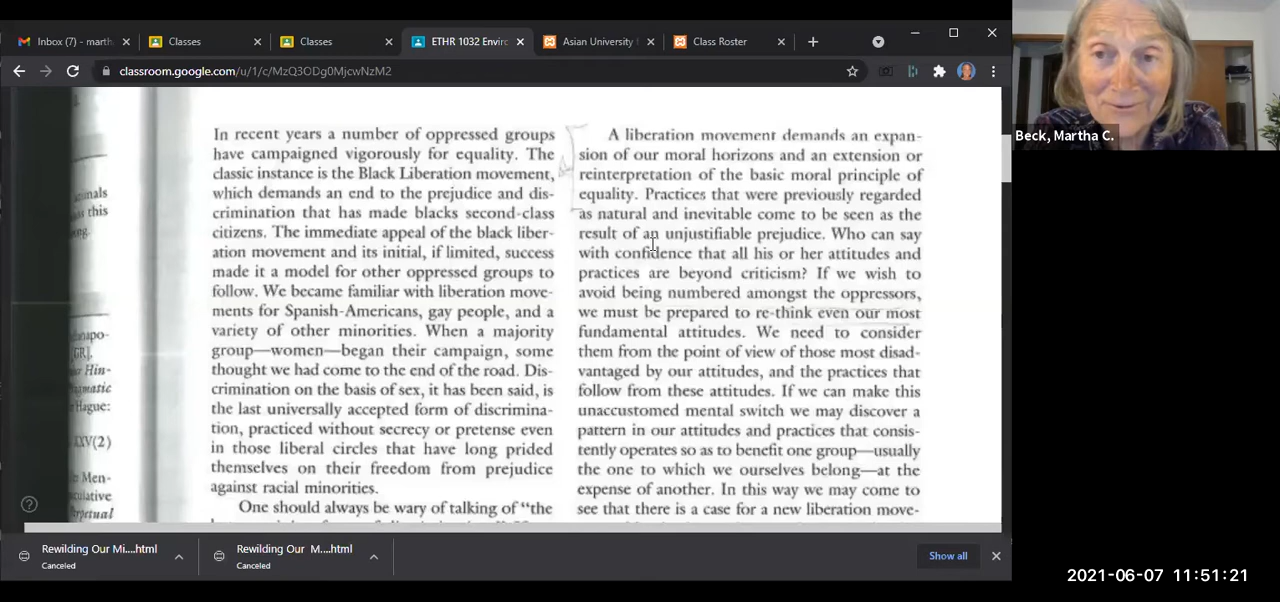 Inbox (7) - marth
Classes
Classes
ETHR 1032 Enviro
Asian University f
Class Roster
classroom.google.com/u/1/c/MzQ3ODg0MjcwNzM2
Beck, Martha C.
In recent years a number of oppressed groups
have campaigned vigorously for equality. The
classic instance is the Black Liberation movement,
which demands an end to the prejudice and dis-
crimination that has made blacks second-class
citizens. The immediate appeal of the black liber-
ation movement and its initial, if limited, success
made it a model for other oppressed groups to
follow. We became familiar with liberation move-
ments for Spanish-Americans, gay people, and a
variety of other minorities. When a majority
group—women—began their campaign, some
thought we had come to the end of the road. Dis-
crimination on the basis of sex, it has been said, is
the last universally accepted form of discrimina-
tion, practiced without secrecy or pretense even
in those liberal circles that have long prided
themselves on their freedom from prejudice
against racial minorities.
One should always be wary of talking of "the
A liberation movement demands an expan-
sion of our moral horizons and an extension or
reinterpretation of the basic moral principle of
equality. Practices that were previously regarded
as natural and inevitable come to be seen as the
result of an unjustifiable prejudice. Who can say
with confidence that all his or her attitudes and
practices are beyond criticism? If we wish to
avoid being numbered amongst the oppressors,
we must be prepared to re-think even our most
fundamental attitudes. We need to consider
them from the point of view of those most disad-
vantaged by our attitudes, and the practices that
follow from these attitudes. If we can make this
unaccustomed mental switch we may discover a
pattern in our attitudes and practices that consis-
tently operates so as to benefit one group—usually
the one to which we ourselves belong—at the
expense of another. In this way we may come to
see that there is a case for a new liberation move-
Rewilding Our Mi....html
Canceled
Rewilding Our M....html
Canceled
Show all
2021-06-07 11:51:21